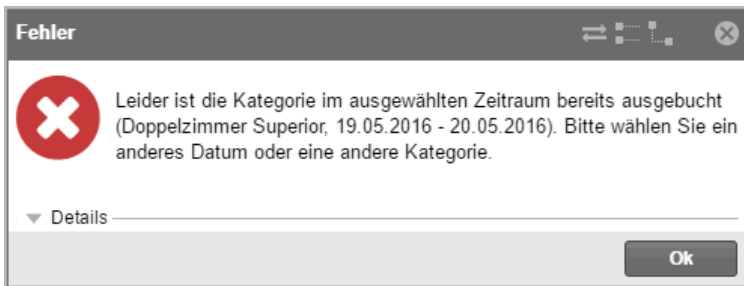 Fehler
Leider ist die Kategorie im ausgewählten Zeitraum bereits ausgebucht
(Doppelzimmer Superior, 19.05.2016 - 20.05.2016). Bitte wählen Sie ein
anderes Datum oder eine andere Kategorie.
Details
Ok